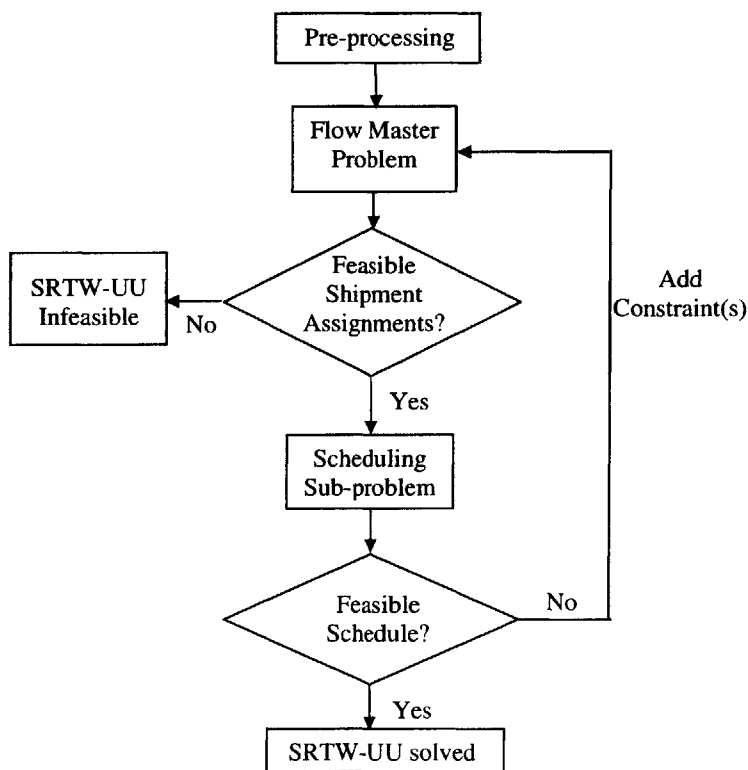 Pre-processing
Flow Master
Problem
Feasible
Shipment
Assignments?
SRTW-UU
Infeasible
No
Add
Constraint(s)
Yes
Scheduling
Sub-problem
Feasible
Schedule?
No
Yes
SRTW-UU solved